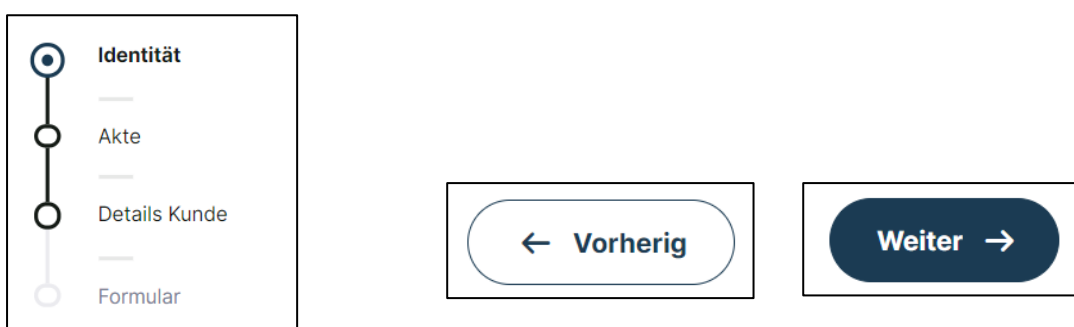 Identität
Akte
Details Kunde
Formular
← Vorherig
Weiter →